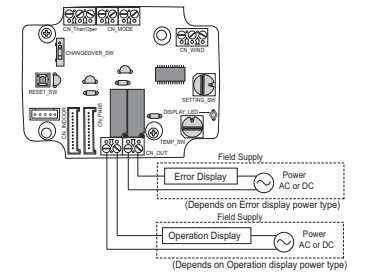 CN_Ther/Oper CN_MODE
CN_WIND
CHANGEOVER_SW
RESET_SW
SETTING_SW
CN_INDOOR
CN_PM65
DISPLAY_LED
TEMP_SW
CN_OUT
Field Supply
Error Display
Power
AC or DC
(Depends on Error display power type)
Field Supply
Operation Display
Power
AC or DC
(Depends on Operation display power type)